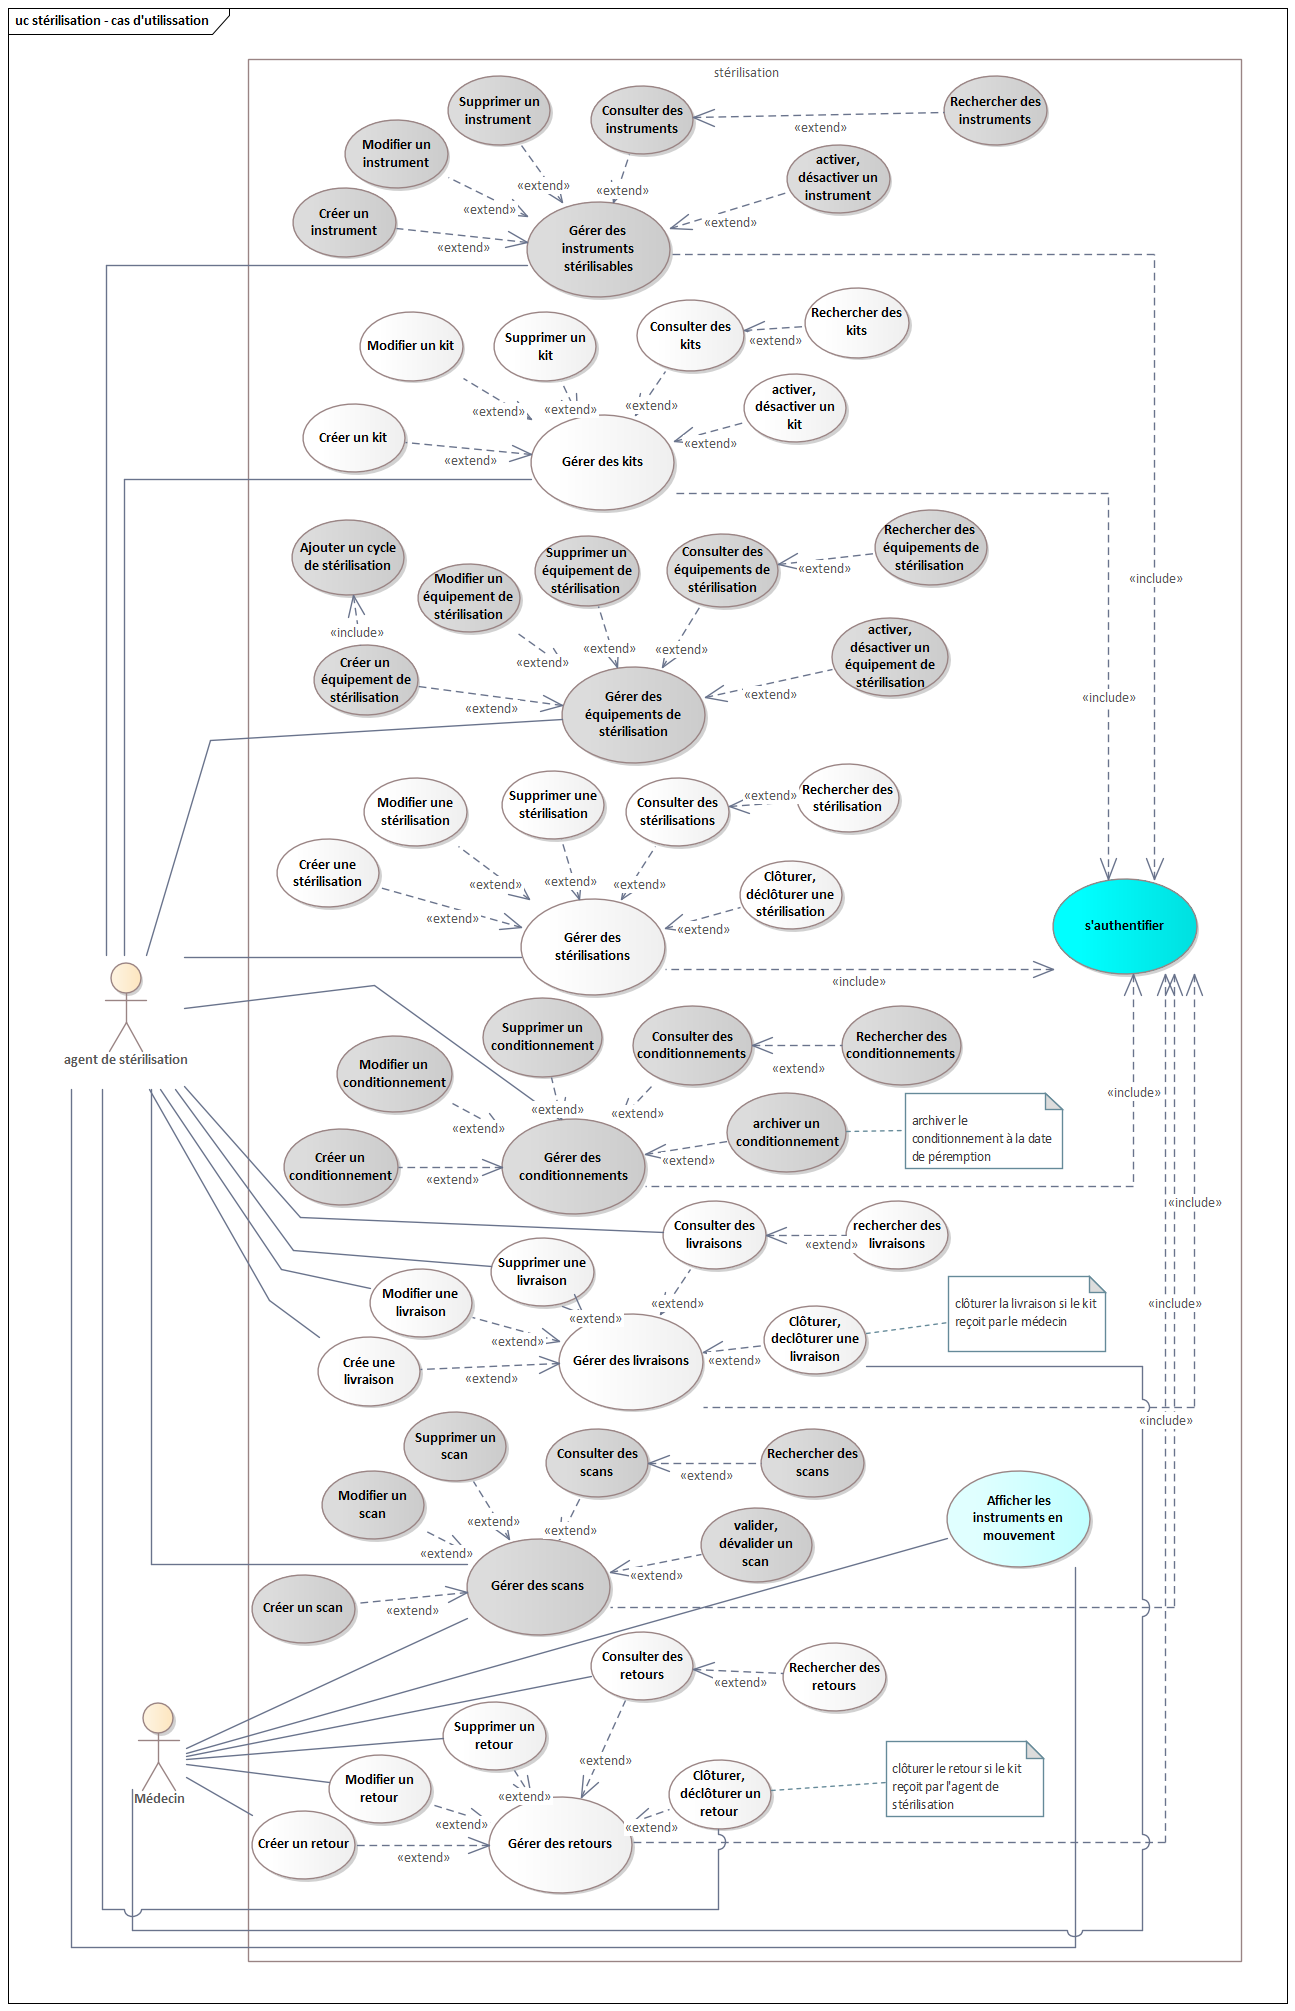 uc stérilisation - cas d'utilissation
stérilisation
Supprimer un
instrument
Consulter des
instruments
Rechercher des
instruments
«extend»
Modifier un
instrument
activer,
désactiver un
instrument
«extend»
«extend»
«extend»
«extend»
Créer un
instrument
«extend»
Gérer des
instruments
stérilisables
Modifier un kit
Supprimer un
kit
Consulter des
kits
Rechercher des
kits
«extend»
activer,
désactiver un
kit
«extend»
«extend»
«extend»
«extend»
Créer un kit
«extend»
Gérer des kits
Ajouter un cycle
de stérilisation
Modifier un
équipement de
stérilisation
Supprimer un
équipement de
stérilisation
Consulter des
équipements de
stérilisation
Rechercher des
équipements de
stérilisation
«extend»
«include»
«include»
activer,
désactiver un
équipement de
stérilisation
«extend»
«extend»
«extend»
«extend»
Créer un
équipement de
stérilisation
«extend»
Gérer des
équipements de
stérilisation
«include»
Modifier une
stérilisation
Supprimer une
stérilisation
Consulter des
stérilisations
«extend»
Rechercher des
stérilisation
Créer une
stérilisation
«extend»
«extend»
«extend»
Clôturer,
déclôturer une
stérilisation
«extend»
«extend»
Gérer des
stérilisations
s'authentifier
«include»
agent de stérilisation
Supprimer un
conditionnement
Consulter des
conditionnements
Rechercher des
conditionnements
«extend»
Modifier un
conditionnement
«include»
«extend»
«extend»
«extend»
archiver un
conditionnement
archiver le
conditionnement à la date
de péremption
Créer un
conditionnement
«extend»
Gérer des
conditionnements
«extend»
«include»
Consulter des
livraisons
rechercher des
livraisons
«extend»
Supprimer une
livraison
Modifier une
livraison
«extend»
«include»
clôturer la livraison si le kit
reçoit par le médecin
«extend»
«extend»
Clôturer,
declôturer une
livraison
«extend»
Crée une
livraison
«extend»
Gérer des livraisons
«include»
Supprimer un
scan
Consulter des
scans
Rechercher des
scans
«extend»
Modifier un
scan
«extend»
«extend»
«extend»
valider,
dévalider un
scan
«extend»
Afficher les
instruments en
mouvement
Gérer des scans
Créer un scan
«extend»
Consulter des
retours
Rechercher des
retours
«extend»
Supprimer un
retour
«extend»
Médecin
Modifier un
retour
«extend»
Clôturer,
déclôturer un
retour
clôturer le retour si le kit
reçoit par l'agent de
stérilisation
«extend»
«extend»
Créer un retour
«extend»
Gérer des retours